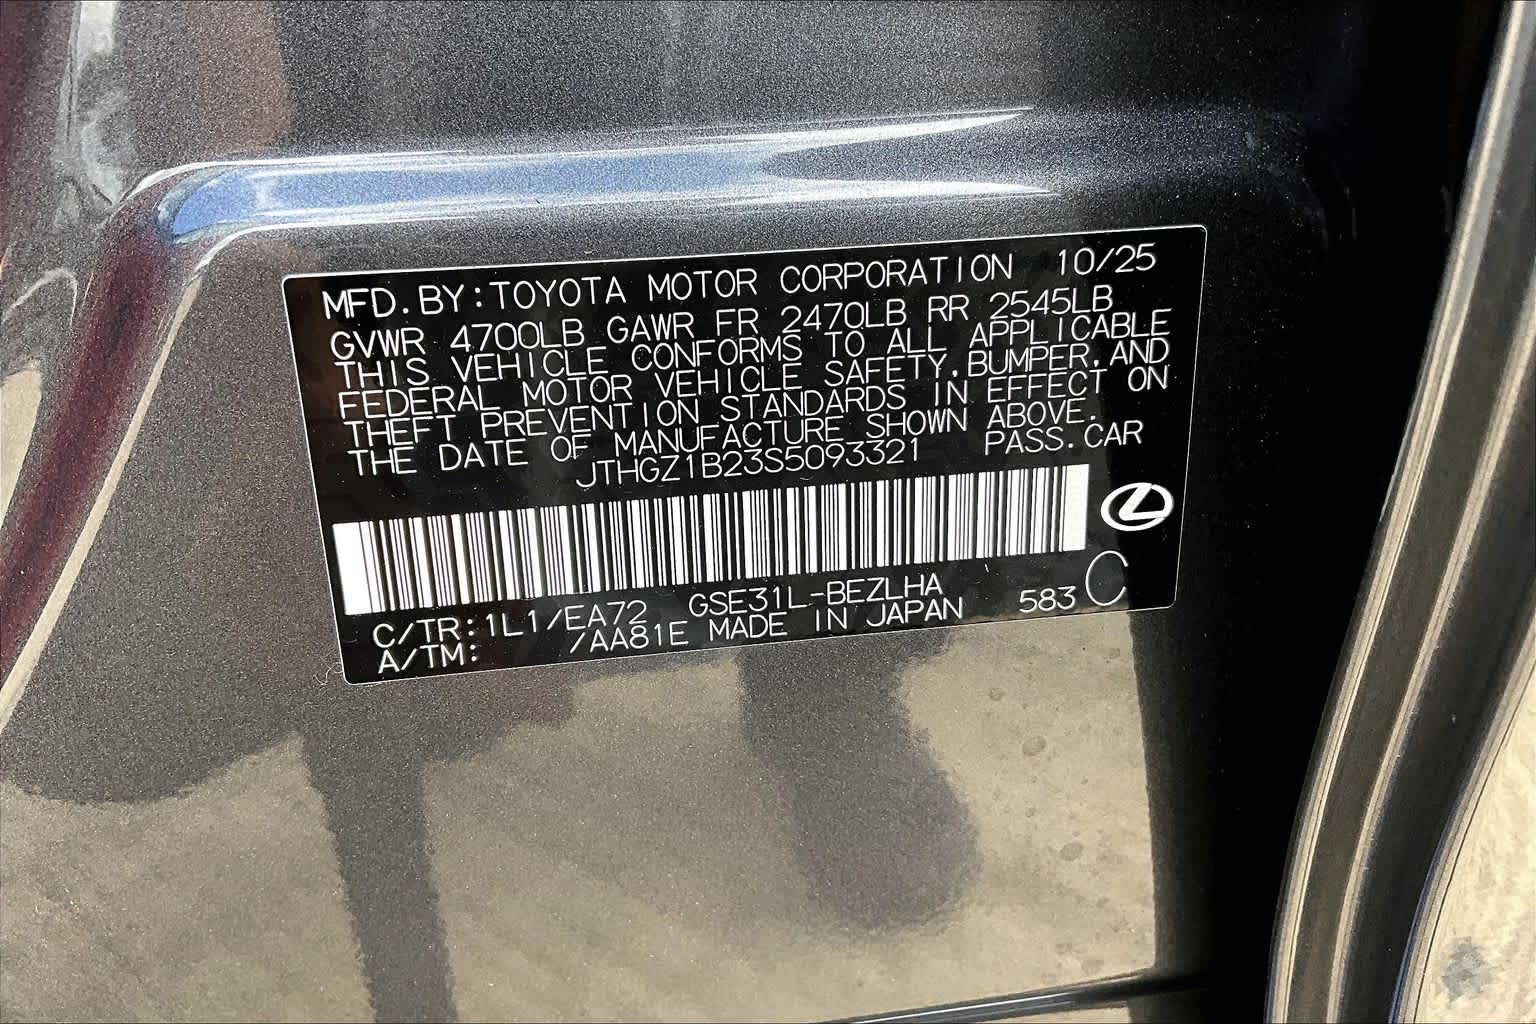 MFD.BY:TOYOTA MOTOR CORPORATION 10/25
GVWR 4700LB GAWR FR 2470LB RR 2545LB
THIS VEHICLE CONFORMS TO ALL APPLICABLE
FEDERAL MOTOR VEHICLE SAFETY,BUMPER,AND
THEFT PREVENTION STANDARDS IN EFFECT ON
THE DATE OF MANUFACTURE SHOWN ABOVE.
JTHGZ1B23S5093321 PASS.CAR
C/TR:1L1/EA72 GSE31L-BEZLHA 583 C
A/TM: /AA81E MADE IN JAPAN